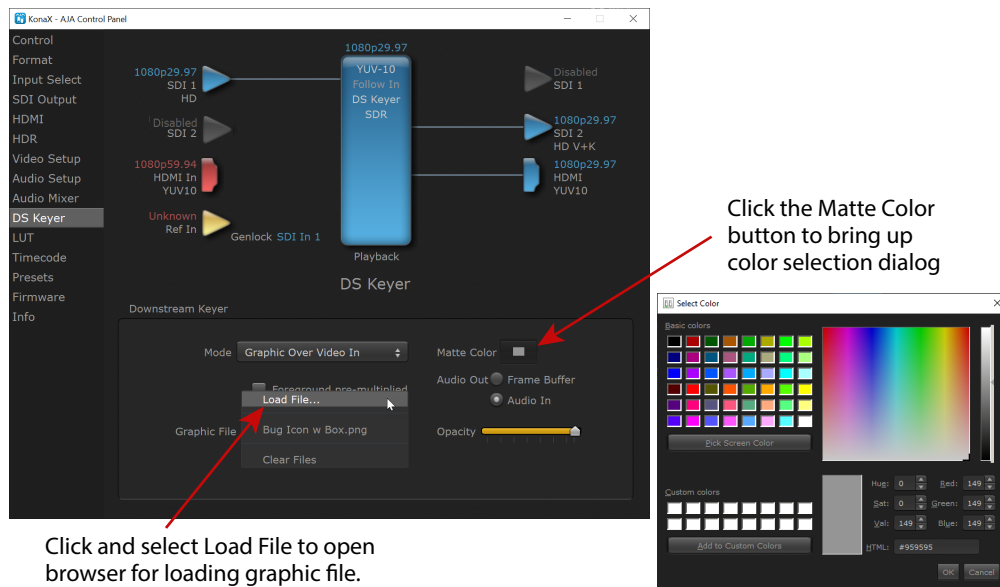 KonaX - AJA Control Panel
Control
Format
Input Select
SDI Output
HDMI
HDR
Video Setup
Audio Setup
Audio Mixer
DS Keyer
LUT
Timecode
Presets
Firmware
Info
1080p29.97
YUV-10
Follow In
DS Keyer
SDR
1080p29.97
SDI 1
HD
Disabled
SDI 2
1080p59.94
HDMI In
YUV10
Unknown
Ref In
Genlock SDI In 1
Disabled
SDI 1
1080p29.97
SDI 2
HD V+K
1080p29.97
HDMI
YUV10
Playback
DS Keyer
Downstream Keyer
Mode Graphic Over Video In
Foreground pre-multiplied
Load File...
Graphic File
Bug Icon w Box.png
Clear Files
Matte Color
Audio Out Frame Buffer
Audio In
Opacity
Click the Matte Color
button to bring up
color selection dialog
Select Color
Basic colors
Pick Screen Color
Custom colors
Add to Custom Colors
Hue: 0 Red: 149
Sat: 0 Green: 149
Val: 149 Blue: 149
HTML: #959595
OK Cancel
Click and select Load File to open
browser for loading graphic file.